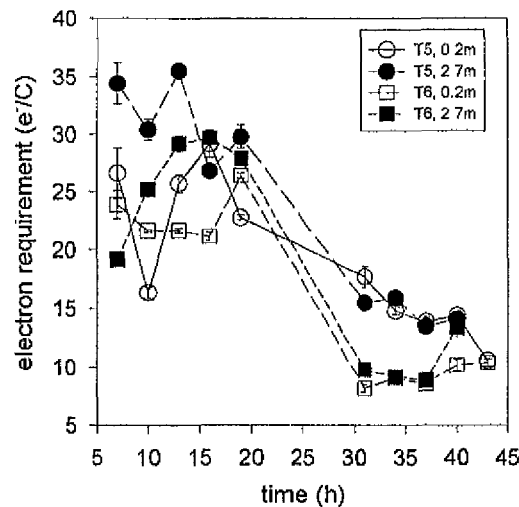 electron requirement (e⁻/C)
40
35
30
25
20
15
10
5
T5, 0 2m
T5, 2 7m
T6, 0.2m
T6, 2 7m
5 10 15 20 25 30 35 40 45
time (h)